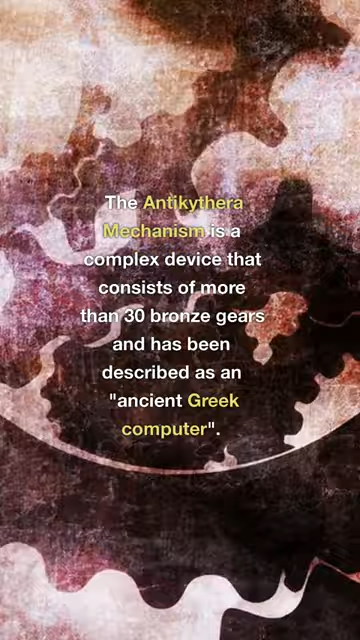 The Antikythera
Mechanism is a
complex device that
consists of more
than 30 bronze gears
and has been
described as an
"ancient Greek
computer".